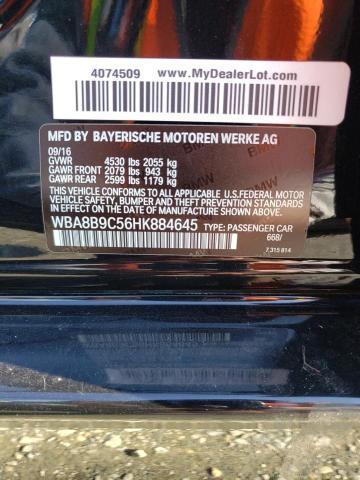 4074509 www.MyDealerLot.com
MFD BY BAYERISCHE MOTOREN WERKE AG
09/16
GVWR 4530 lbs 2055 kg
GAWR FRONT 2079 lbs 943 kg
GAWR REAR 2599 lbs 1179 kg
THIS VEHICLE CONFORMS TO ALL APPLICABLE U.S. FEDERAL MOTOR
VEHICLE SAFETY, BUMPER AND THEFT PREVENTION STANDARDS IN
EFFECT ON THE DATE OF MANUFACTURE SHOWN ABOVE.
WBA8B9C56HK884645 TYPE: PASSENGER CAR
668/
7.315 814